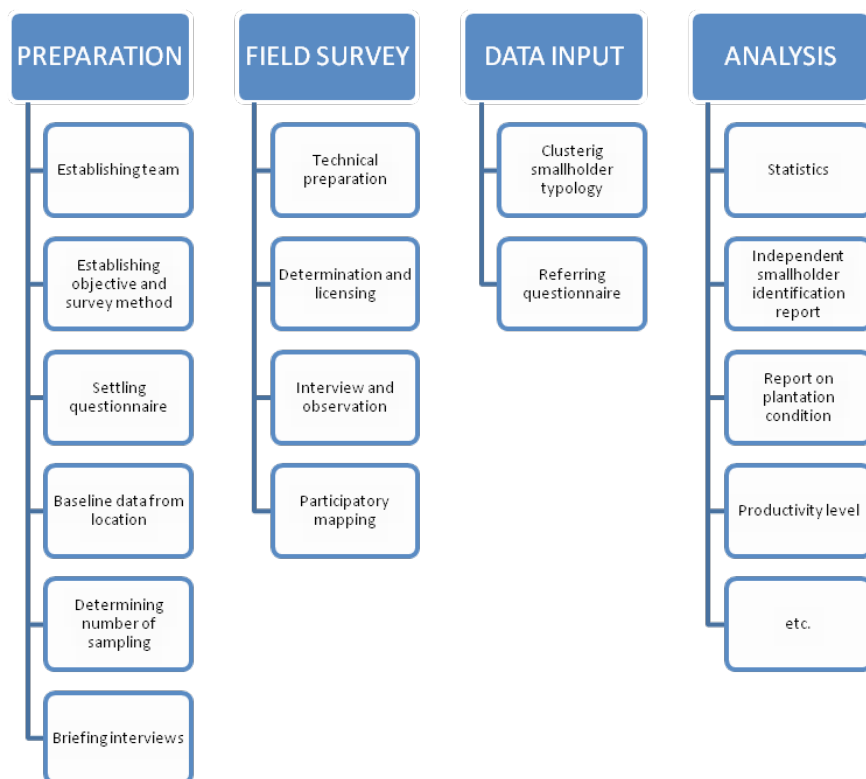 PREPARATION
Establishing team
Establishing
objective and
survey method
Settling
questionnaire
Baseline data from
location
Determining
number of
sampling
Briefing interviews
FIELD SURVEY
Technical
preparation
Determination and
licensing
Interview and
observation
Participatory
mapping
DATA INPUT
Clusterig
smallholder
typology
Referring
questionnaire
ANALYSIS
Statistics
Independent
smallholder
identification
report
Report on
plantation
condition
Productivity level
etc.